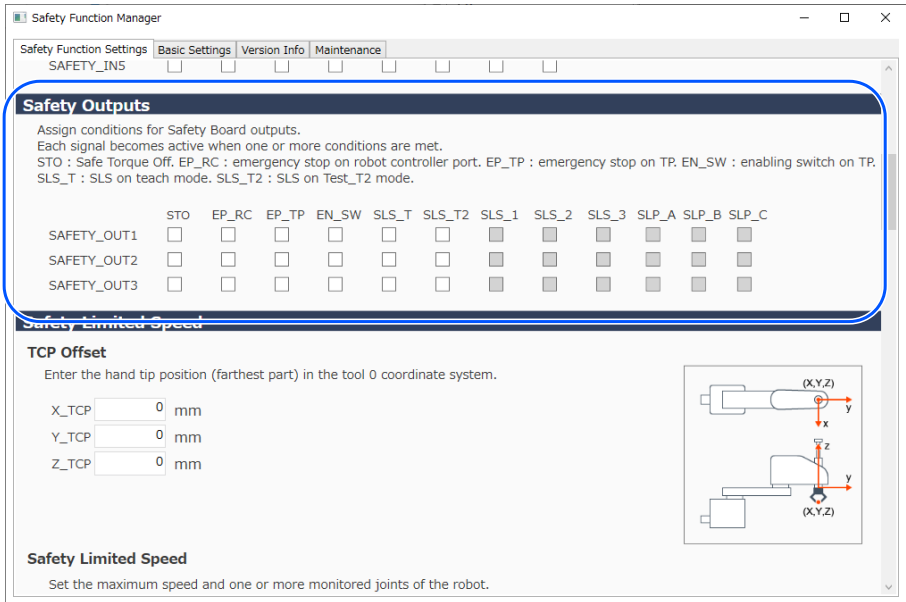 Safety Function Manager
Safety Function Settings Basic Settings Version Info Maintenance
SAFETY_IN5
Safety Outputs
Assign conditions for Safety Board outputs.
Each signal becomes active when one or more conditions are met.
STO : Safe Torque Off. EP_RC : emergency stop on robot controller port. EP_TP : emergency stop on TP. EN_SW : enabling switch on TP.
SLS_T : SLS on teach mode. SLS_T2 : SLS on Test_T2 mode.
STO EP_RC EP_TP EN_SW SLS_T SLS_T2 SLS_1 SLS_2 SLS_3 SLP_A SLP_B SLP_C
SAFETY_OUT1
SAFETY_OUT2
SAFETY_OUT3
Safety Limited Speed
TCP Offset
Enter the hand tip position (farthest part) in the tool 0 coordinate system.
X_TCP 0 mm
Y_TCP 0 mm
Z_TCP 0 mm
(X,Y,Z)
y
x
z
y
(X,Y,Z)
Safety Limited Speed
Set the maximum speed and one or more monitored joints of the robot.